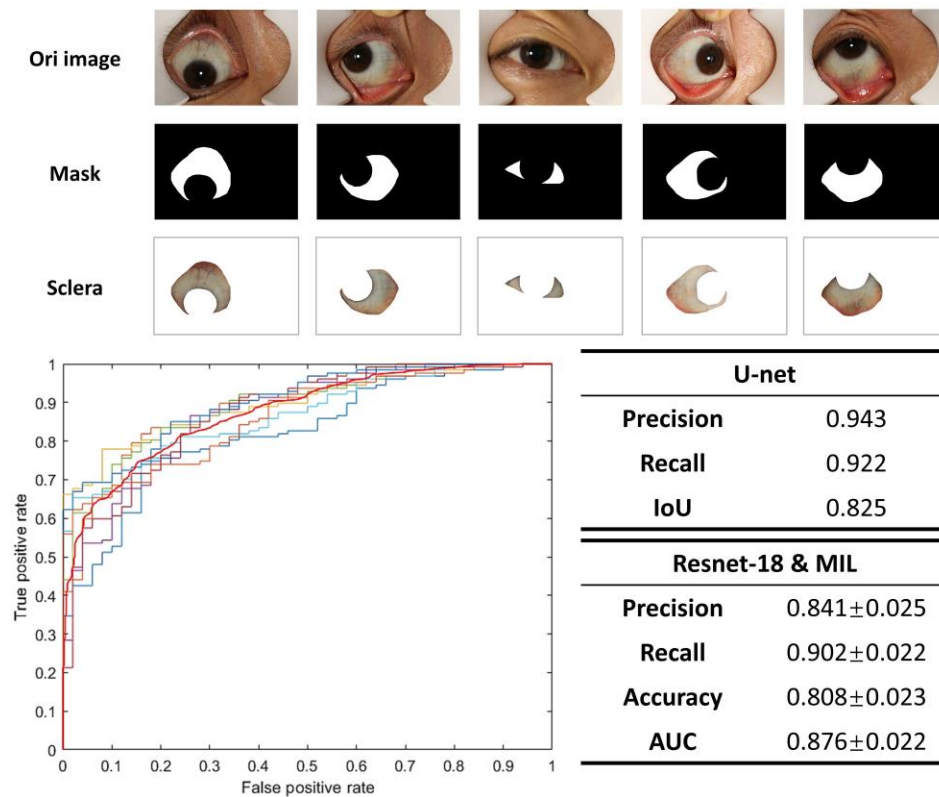 Ori image
Mask
Sclera
1
0.9
0.8
0.7
0.6
0.5
0.4
0.3
0.2
0.1
0
True positive rate
0 0.1 0.2 0.3 0.4 0.5 0.6 0.7 0.8 0.9 1
False positive rate
U-net
Precision 0.943
Recall 0.922
IoU 0.825
Resnet-18 & MIL
Precision 0.841±0.025
Recall 0.902±0.022
Accuracy 0.808±0.023
AUC 0.876±0.022